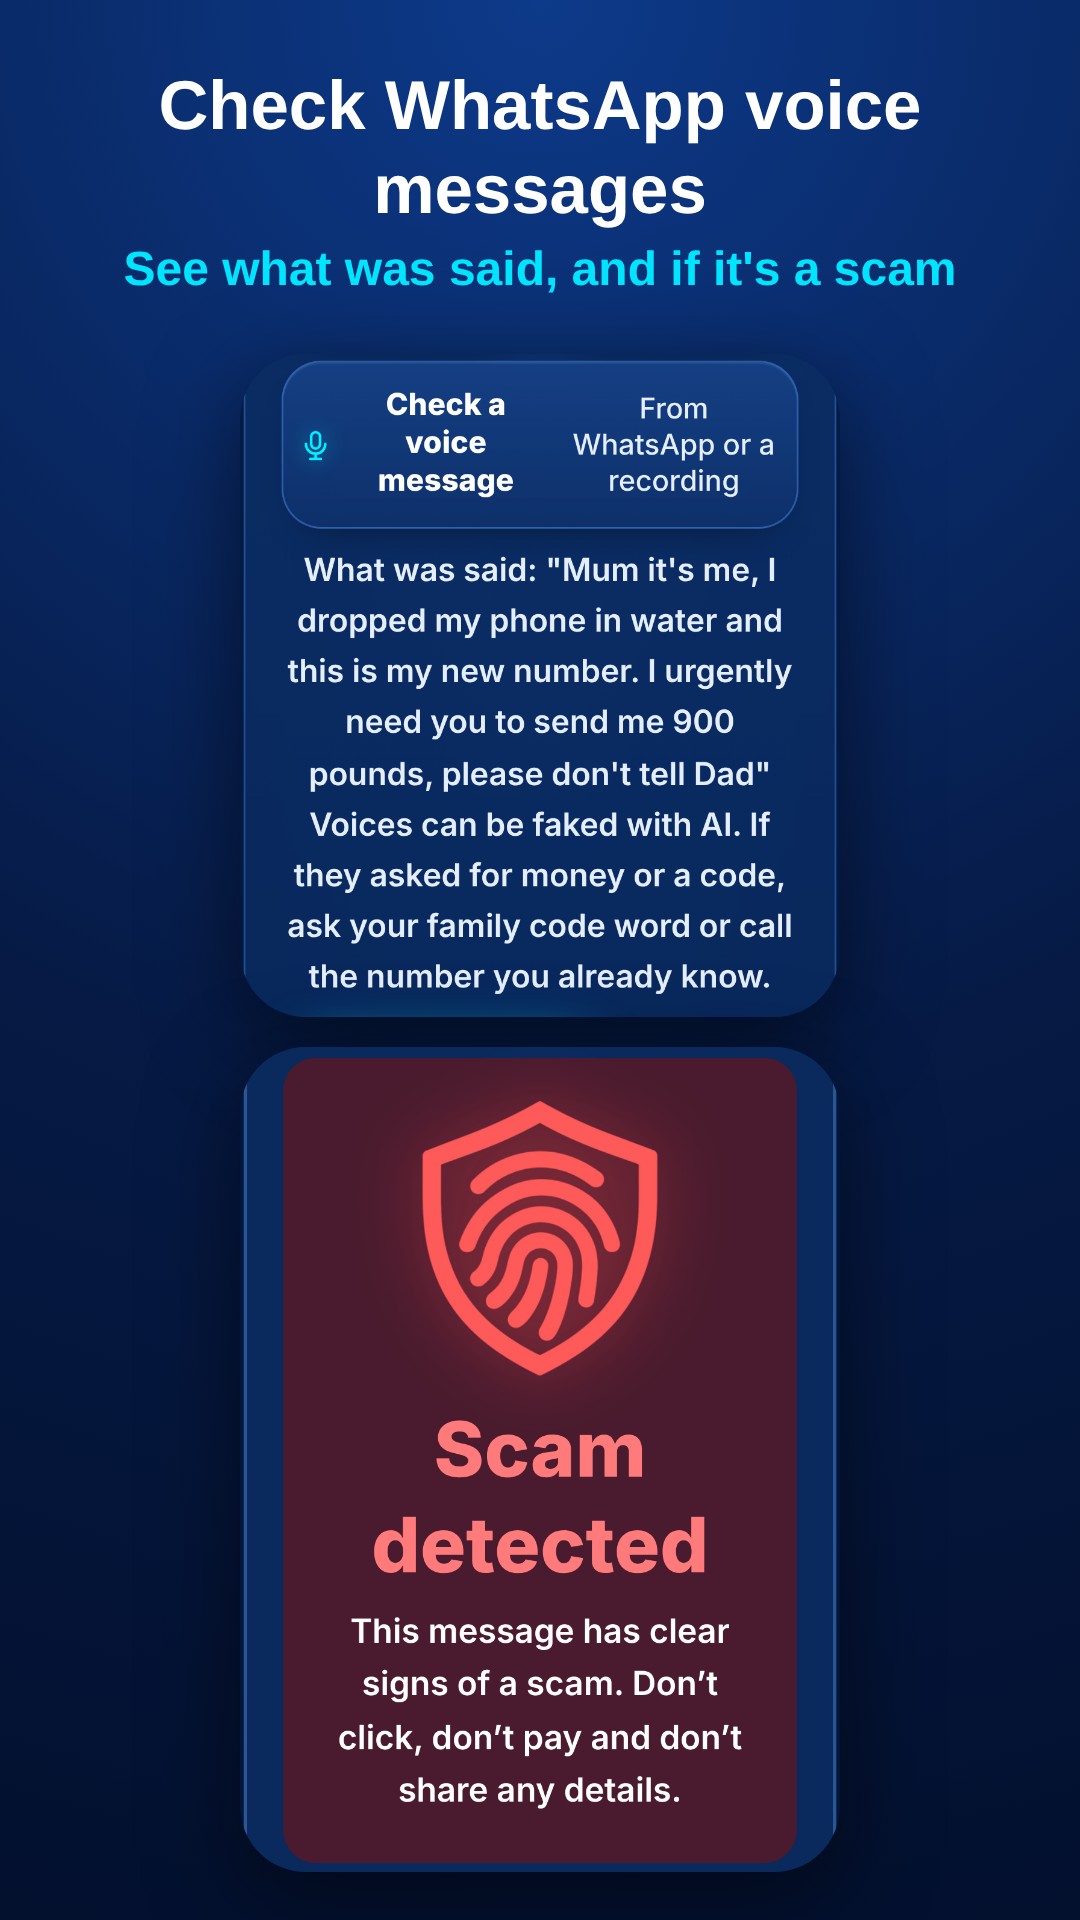 Check WhatsApp voice
messages
See what was said, and if it's a scam
Check a
voice
message
From
WhatsApp or a
recording
What was said: "Mum it's me, I
dropped my phone in water and
this is my new number. I urgently
need you to send me 900
pounds, please don't tell Dad"
Voices can be faked with AI. If
they asked for money or a code,
ask your family code word or call
the number you already know.
Scam
detected
This message has clear
signs of a scam. Don’t
click, don’t pay and don’t
share any details.